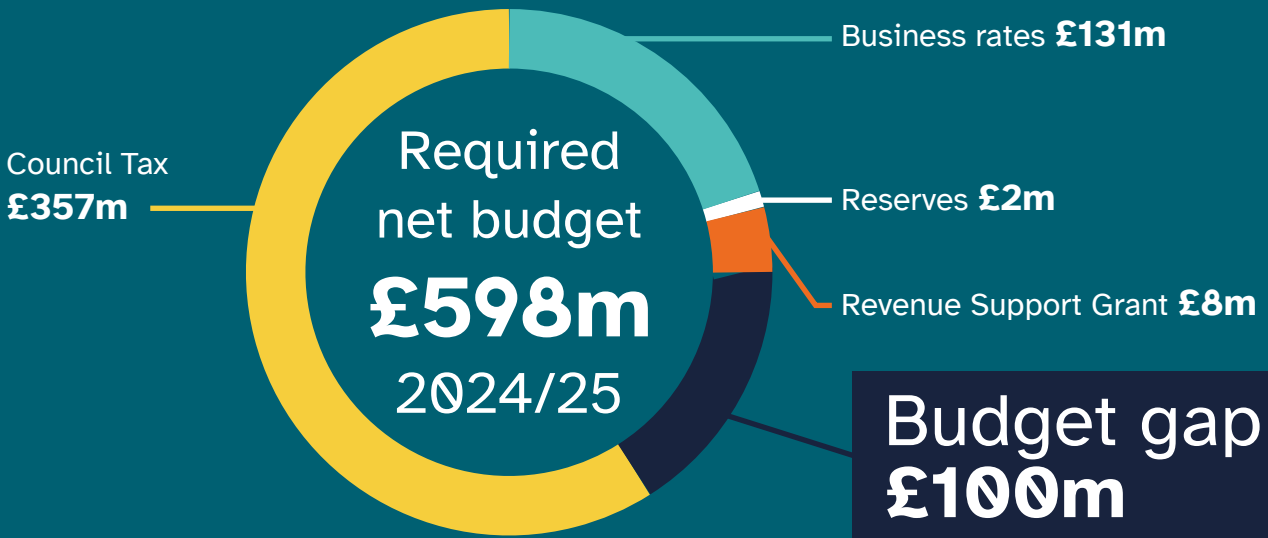 Business rates £131m
Council Tax
£357m
Required
net budget
£598m
2024/25
Reserves £2m
Revenue Support Grant £8m
Budget gap
£100m